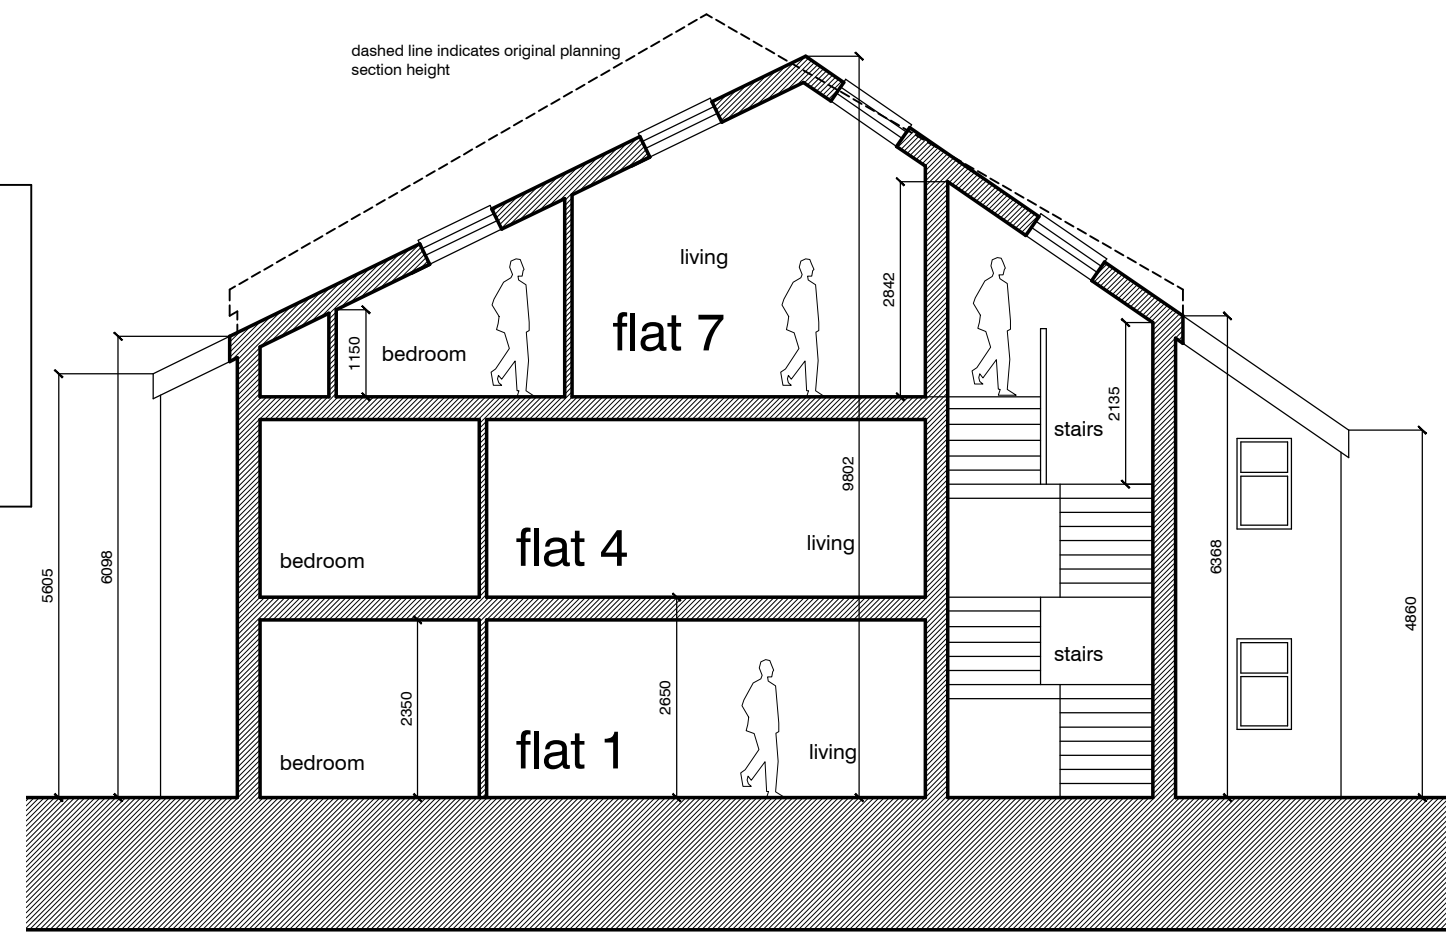 dashed line indicates original planning
section height
living
2842
flat 7
1150
bedroom
2135
stairs
9802
flat 4
living
bedroom
6098
5605
6368
4860
stairs
2350
2650
flat 1
living
bedroom